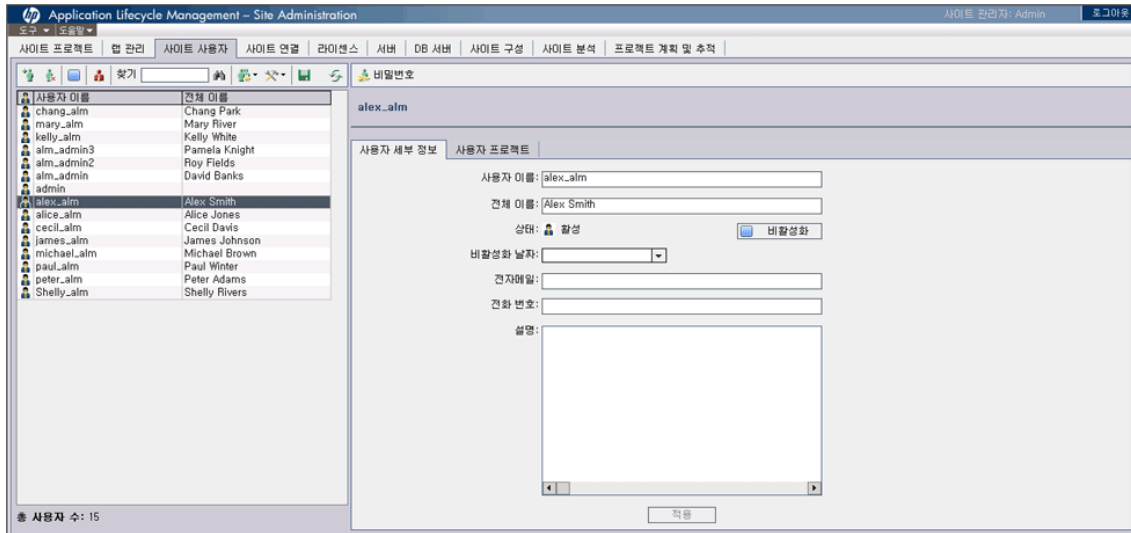 hp Application Lifecycle Management – Site Administration 사이트 관리자: Admin 로그아웃
도구 도움말
사이트 프로젝트 랩 관리 사이트 사용자 사이트 연결 라이센스 서버 DB 서버 사이트 구성 사이트 분석 프로젝트 계획 및 추적
찾기 비밀번호
사용자 이름 전체 이름
chang_alm Chang Park
mary_alm Mary River
kelly_alm Kelly White
alm_admin3 Pamela Knight
alm_admin2 Roy Fields
alm_admin David Banks
admin
alex_alm Alex Smith
alice_alm Alice Jones
cecil_alm Cecil Davis
james_alm James Johnson
michael_alm Michael Brown
paul_alm Paul Winter
peter_alm Peter Adams
Shelly_alm Shelly Rivers
총 사용자 수: 15
alex_alm
사용자 세부 정보 사용자 프로젝트
사용자 이름: alex_alm
전체 이름: Alex Smith
상태: 활성 비활성화
비활성화 날짜:
전자메일:
전화 번호:
설명:
적용